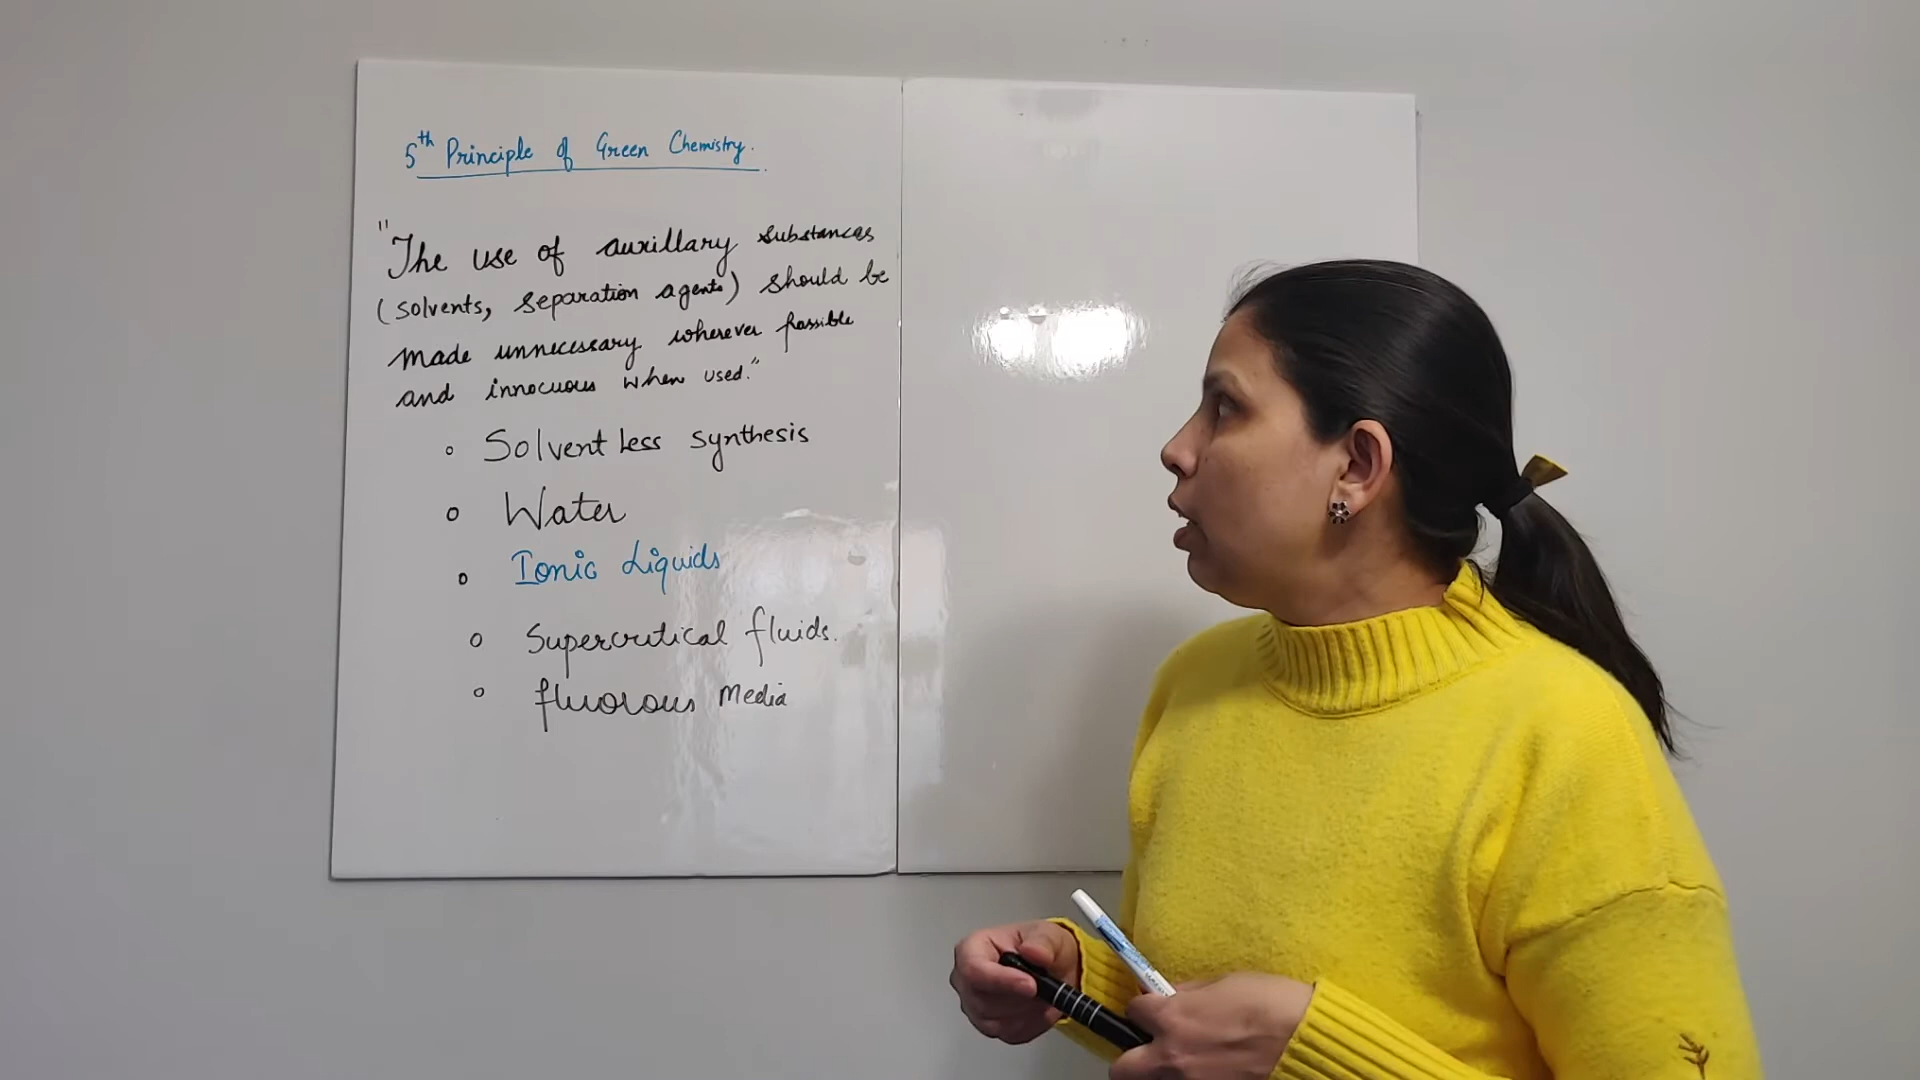 5th Principle of Green Chemistry.
"The use of auxillary substances
(solvents, separation agents) should be
made unnecessary wherever possible
and innocuous when used."
Solvent less synthesis
Water
Ionic Liquids
Supercritical fluids.
fluorous Media